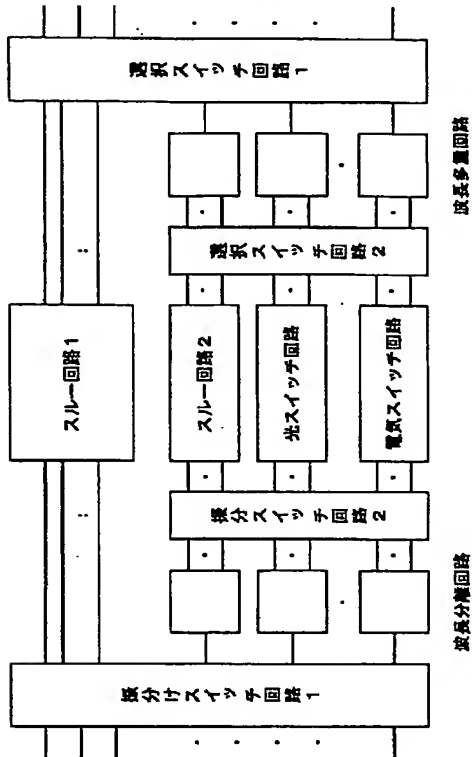 選択スイッチ回路1
波長多重回路
選択スイッチ回路2
スルー回路1
スルー回路2
光スイッチ回路
電気スイッチ回路
振分スイッチ回路2
波長分離回路
振分けスイッチ回路1